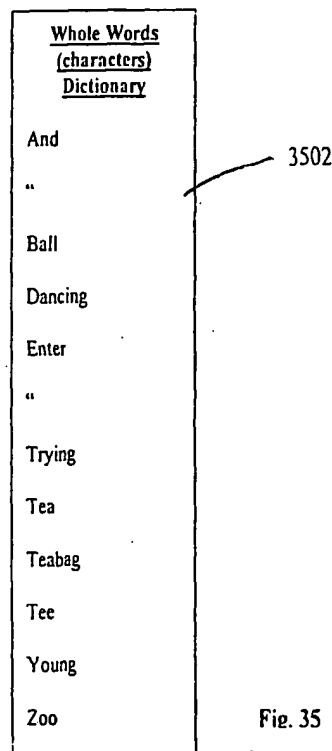 Whole Words
(characters)
Dictionary
And
3502
“
Ball
Dancing
Enter
“
Trying
Tea
Teabag
Tee
Young
Zoo
Fig. 35